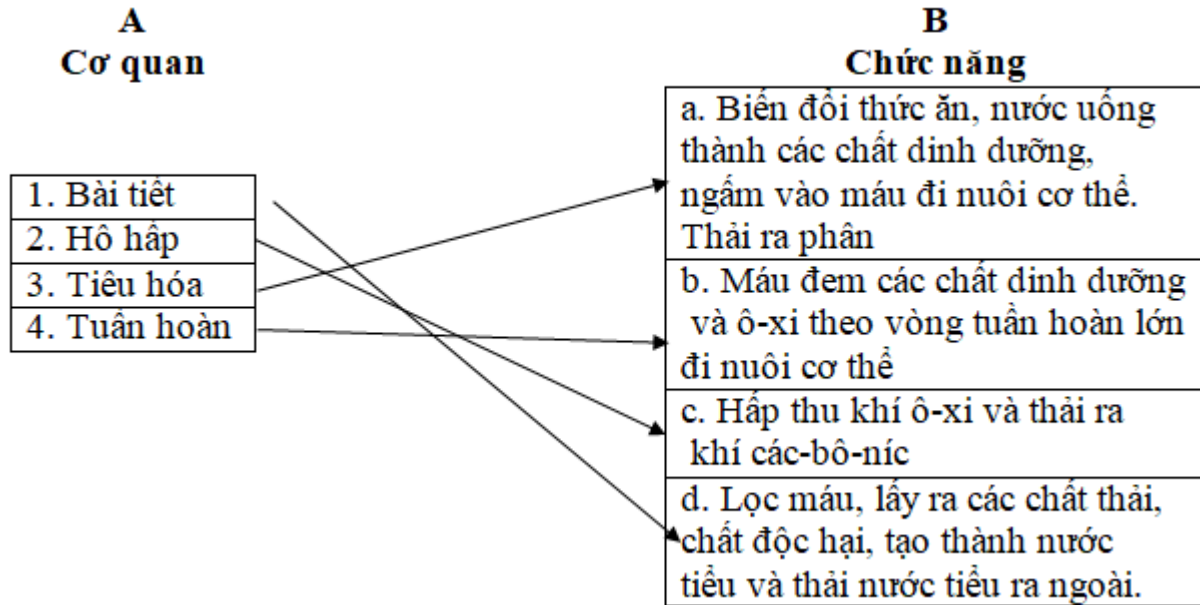 A
Cơ quan
1. Bài tiết
2. Hô hấp
3. Tiêu hóa
4. Tuần hoàn
B
Chức năng
a. Biến đổi thức ăn, nước uống
thành các chất dinh dưỡng,
ngấm vào máu đi nuôi cơ thể.
Thải ra phân
b. Máu đem các chất dinh dưỡng
và ô-xi theo vòng tuần hoàn lớn
đi nuôi cơ thể
c. Hấp thu khí ô-xi và thải ra
khí các-bô-níc
d. Lọc máu, lấy ra các chất thải,
chất độc hại, tạo thành nước
tiểu và thải nước tiểu ra ngoài.